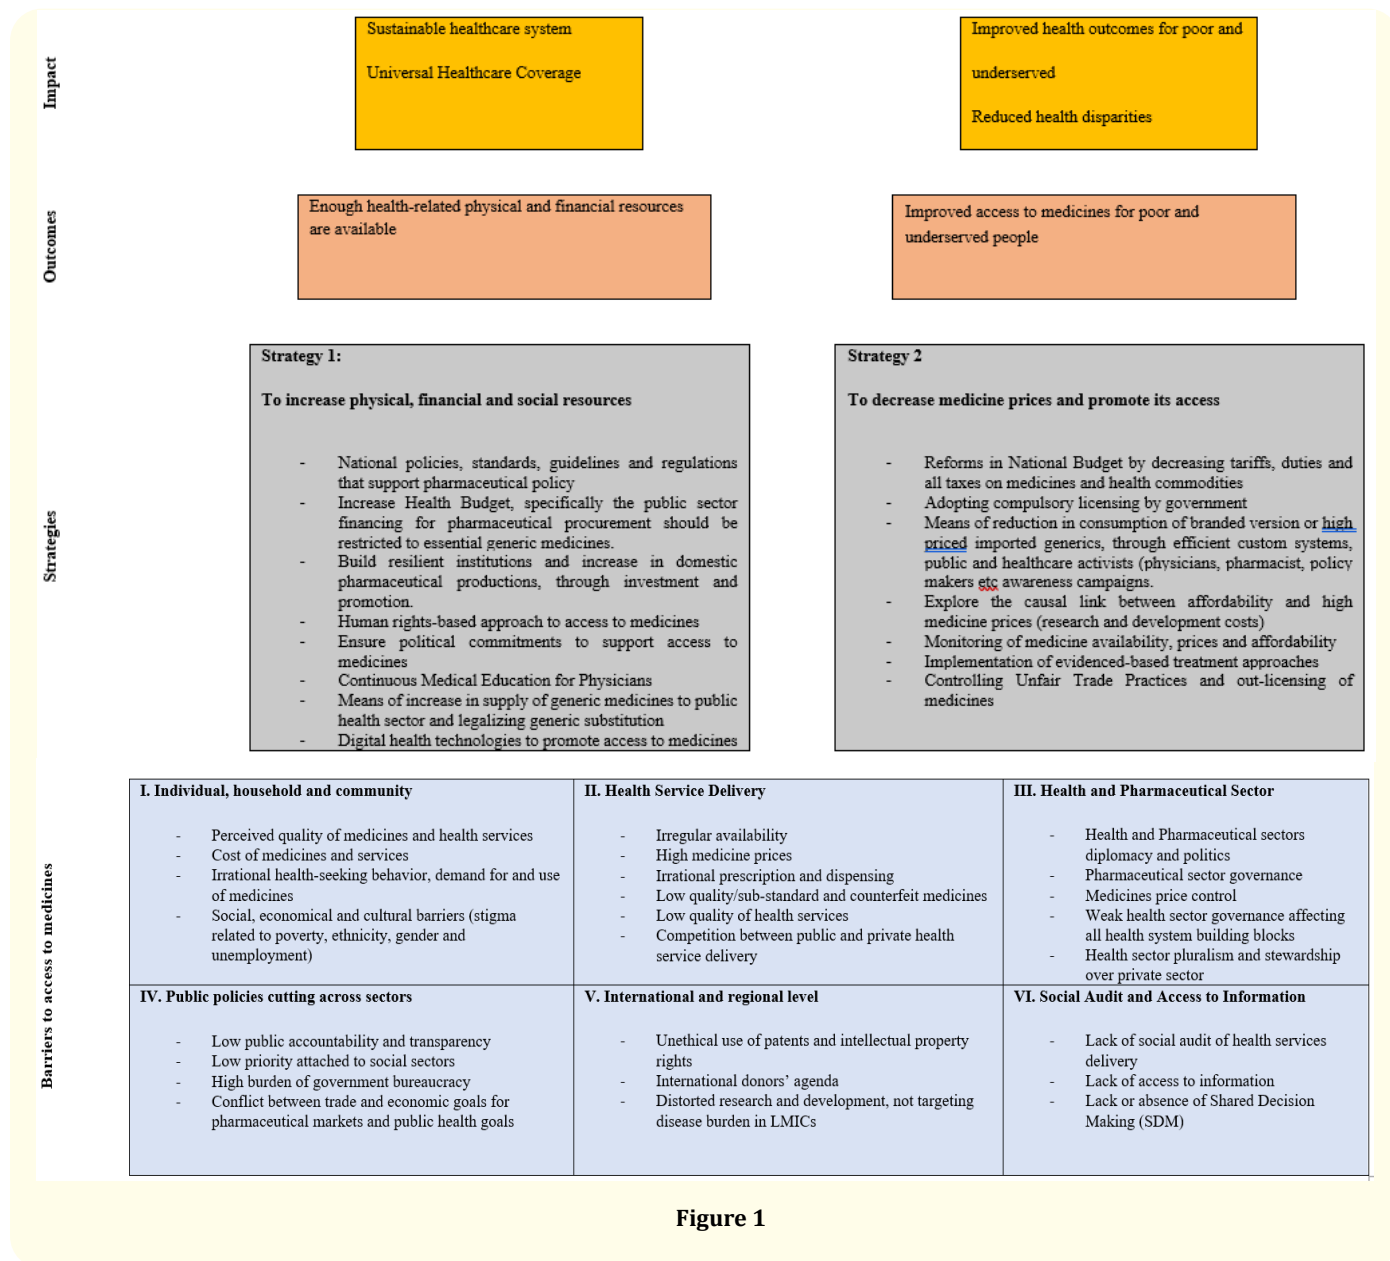 Impact
Sustainable healthcare system
Universal Healthcare Coverage
Improved health outcomes for poor and
underserved
Reduced health disparities
Outcomes
Enough health-related physical and financial resources
are available
Improved access to medicines for poor and
underserved people
Strategies
Strategy 1:
To increase physical, financial and social resources
- National policies, standards, guidelines and regulations
that support pharmaceutical policy
- Increase Health Budget, specifically the public sector
financing for pharmaceutical procurement should be
restricted to essential generic medicines.
- Build resilient institutions and increase in domestic
pharmaceutical productions, through investment and
promotion.
- Human rights-based approach to access to medicines
- Ensure political commitments to support access to
medicines
- Continuous Medical Education for Physicians
- Means of increase in supply of generic medicines to public
health sector and legalizing generic substitution
- Digital health technologies to promote access to medicines
Strategy 2
To decrease medicine prices and promote its access
- Reforms in National Budget by decreasing tariffs, duties and
all taxes on medicines and health commodities
- Adopting compulsory licensing by government
- Means of reduction in consumption of branded version or high
priced imported generics, through efficient custom systems,
public and healthcare activists (physicians, pharmacist, policy
makers etc awareness campaigns.
- Explore the causal link between affordability and high
medicine prices (research and development costs)
- Monitoring of medicine availability, prices and affordability
- Implementation of evidenced-based treatment approaches
- Controlling Unfair Trade Practices and out-licensing of
medicines
Barriers to access to medicines
I. Individual, household and community
- Perceived quality of medicines and health services
- Cost of medicines and services
- Irrational health-seeking behavior, demand for and use
of medicines
- Social, economical and cultural barriers (stigma
related to poverty, ethnicity, gender and
unemployment)
II. Health Service Delivery
- Irregular availability
- High medicine prices
- Irrational prescription and dispensing
- Low quality/sub-standard and counterfeit medicines
- Low quality of health services
- Competition between public and private health
service delivery
III. Health and Pharmaceutical Sector
- Health and Pharmaceutical sectors
diplomacy and politics
- Pharmaceutical sector governance
- Medicines price control
- Weak health sector governance affecting
all health system building blocks
- Health sector pluralism and stewardship
over private sector
IV. Public policies cutting across sectors
- Low public accountability and transparency
- Low priority attached to social sectors
- High burden of government bureaucracy
- Conflict between trade and economic goals for
pharmaceutical markets and public health goals
V. International and regional level
- Unethical use of patents and intellectual property
rights
- International donors’ agenda
- Distorted research and development, not targeting
disease burden in LMICs
VI. Social Audit and Access to Information
- Lack of social audit of health services
delivery
- Lack of access to information
- Lack or absence of Shared Decision
Making (SDM)
Figure 1